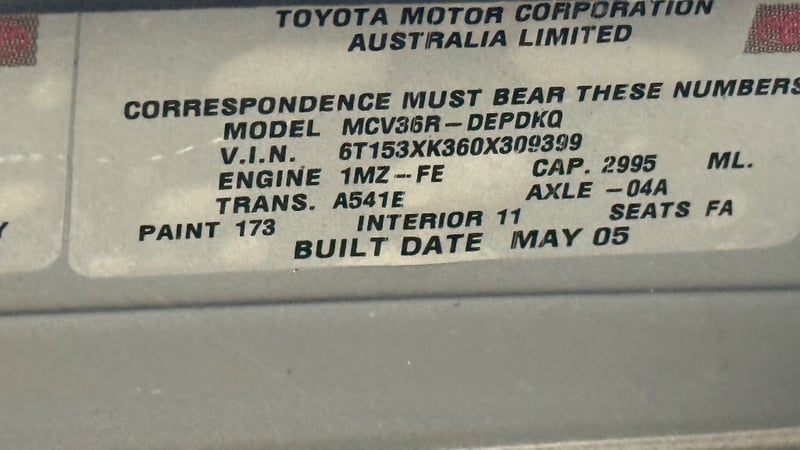 TOYOTA MOTOR CORPORATION
AUSTRALIA LIMITED
CORRESPONDENCE MUST BEAR THESE NUMBERS
MODEL MCV36R-DEPDKQ
V.I.N. 6T153XK360X309399
ENGINE 1MZ-FE CAP. 2995 ML.
TRANS. A541E AXLE -04A
PAINT 173 INTERIOR 11 SEATS FA
BUILT DATE MAY 05